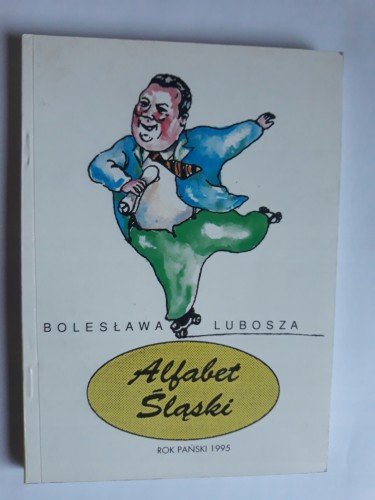 BOLESŁAWA LUBOSZA
Alfabet
Śląski
ROK PAŃSKI 1995